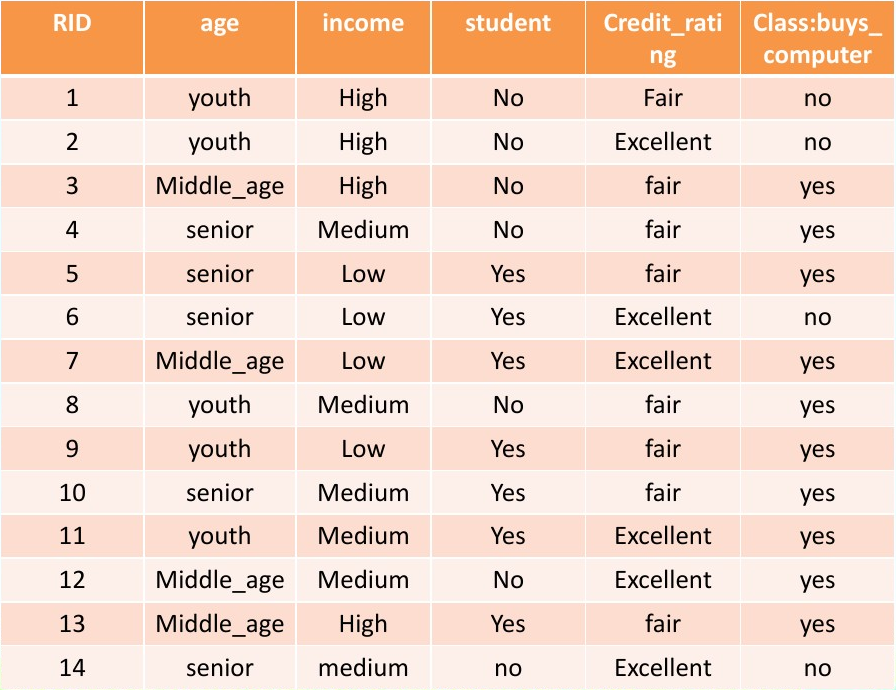 RID age income student Credit_rati Class:buys_
ng computer
1 youth High No Fair no
2 youth High No Excellent no
3 Middle_age High No fair yes
4 senior Medium No fair yes
5 senior Low Yes fair yes
6 senior Low Yes Excellent no
7 Middle_age Low Yes Excellent yes
8 youth Medium No fair yes
9 youth Low Yes fair yes
10 senior Medium Yes fair yes
11 youth Medium Yes Excellent yes
12 Middle_age Medium No Excellent yes
13 Middle_age High Yes fair yes
14 senior medium no Excellent no